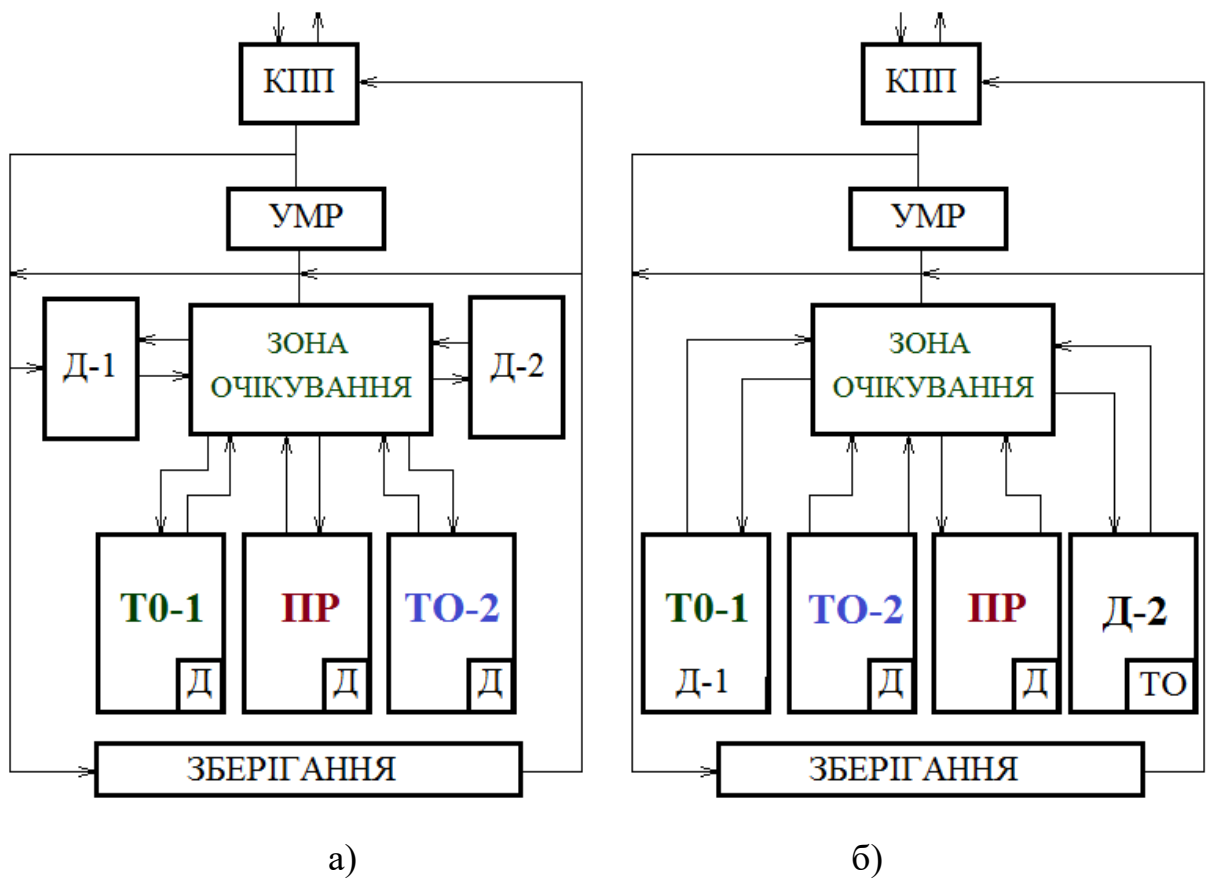 КПП
УМР
Д-1
ЗОНА
ОЧІКУВАННЯ
Д-2
Т0-1
Д
ПР
Д
ТО-2
Д
ЗБЕРІГАННЯ
а)
КПП
УМР
ЗОНА
ОЧІКУВАННЯ
Т0-1
Д-1
ТО-2
Д
ПР
Д
Д-2
ТО
ЗБЕРІГАННЯ
б)